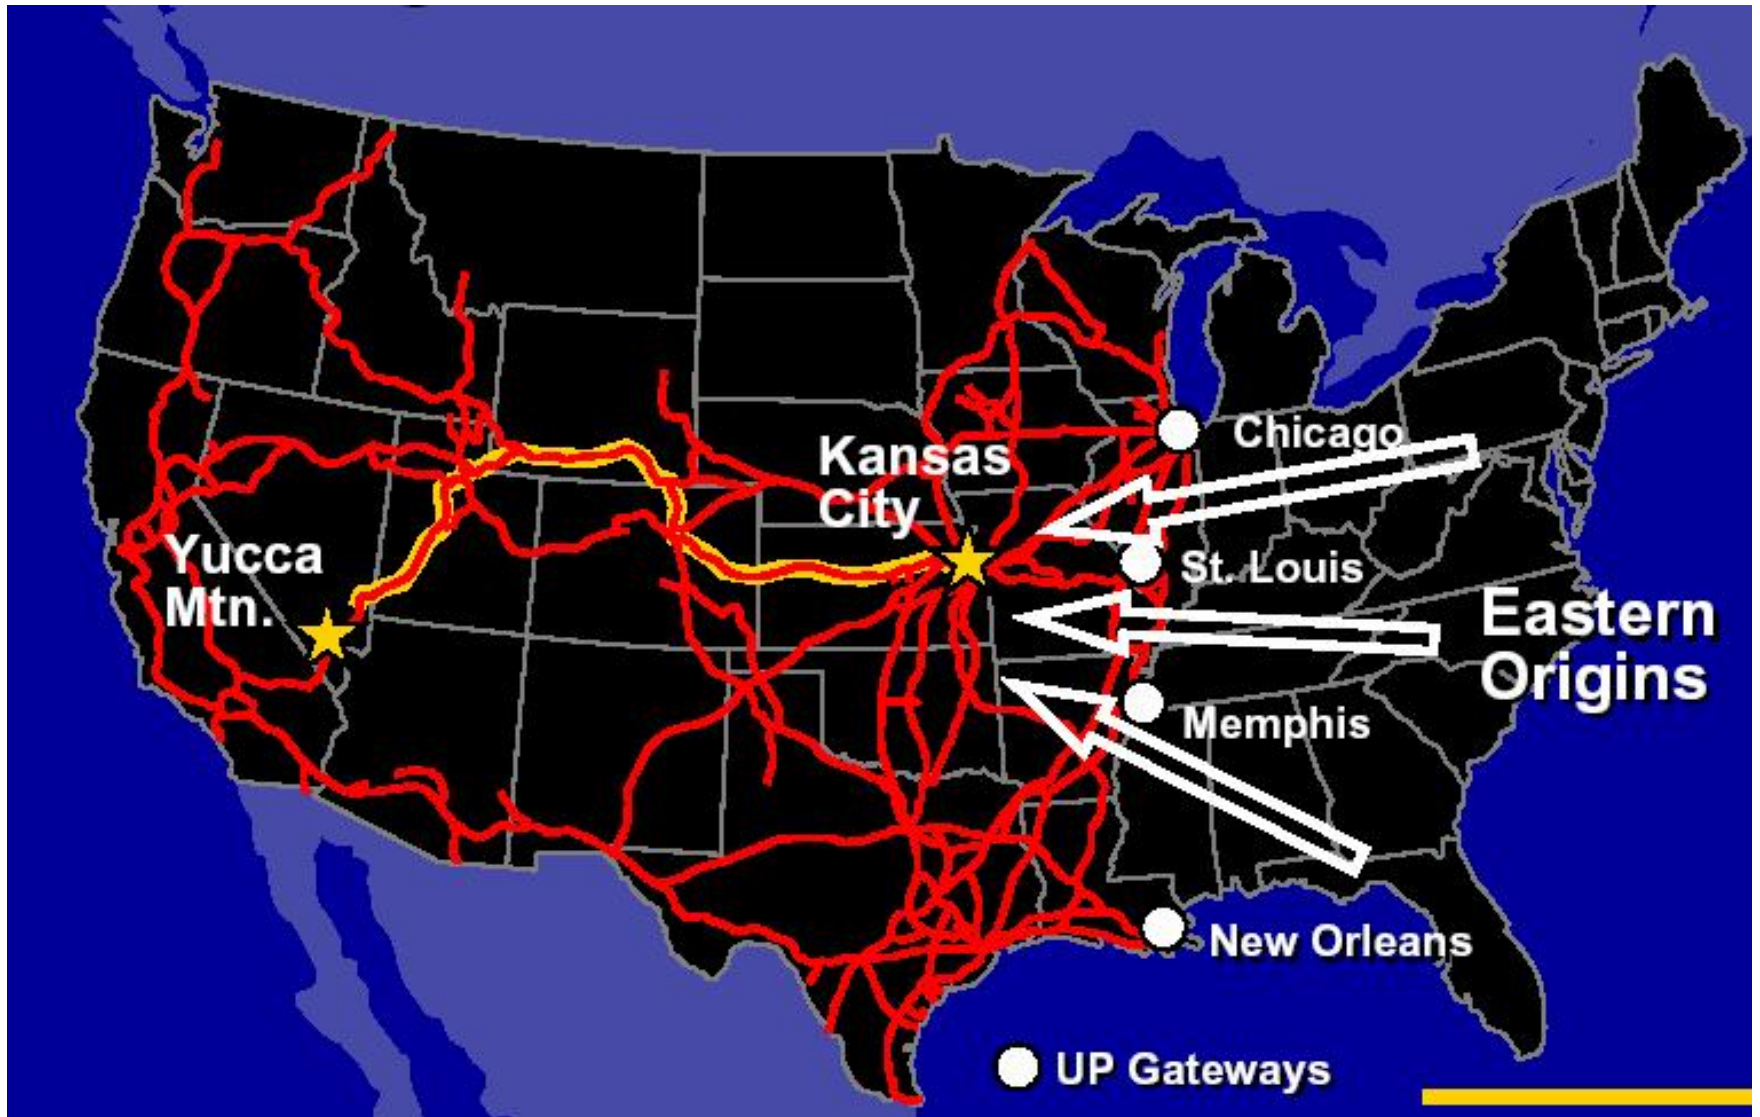 Chicago
Kansas
City
Yucca
Mtn.
St. Louis
Eastern
Origins
Memphis
New Orleans
UP Gateways